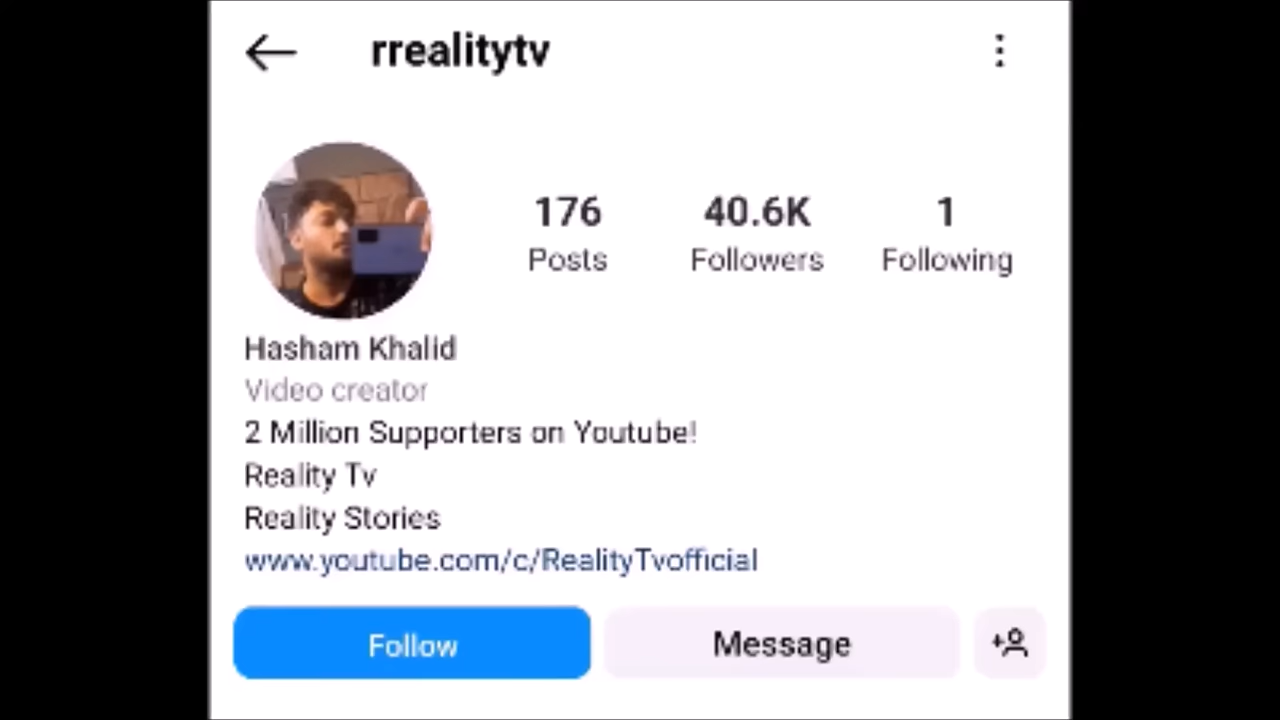 rrealitytv
176 40.6K 1
Posts Followers Following
Hasham Khalid
Video creator
2 Million Supporters on Youtube!
Reality Tv
Reality Stories
www.youtube.com/c/RealityTvofficial
Follow Message